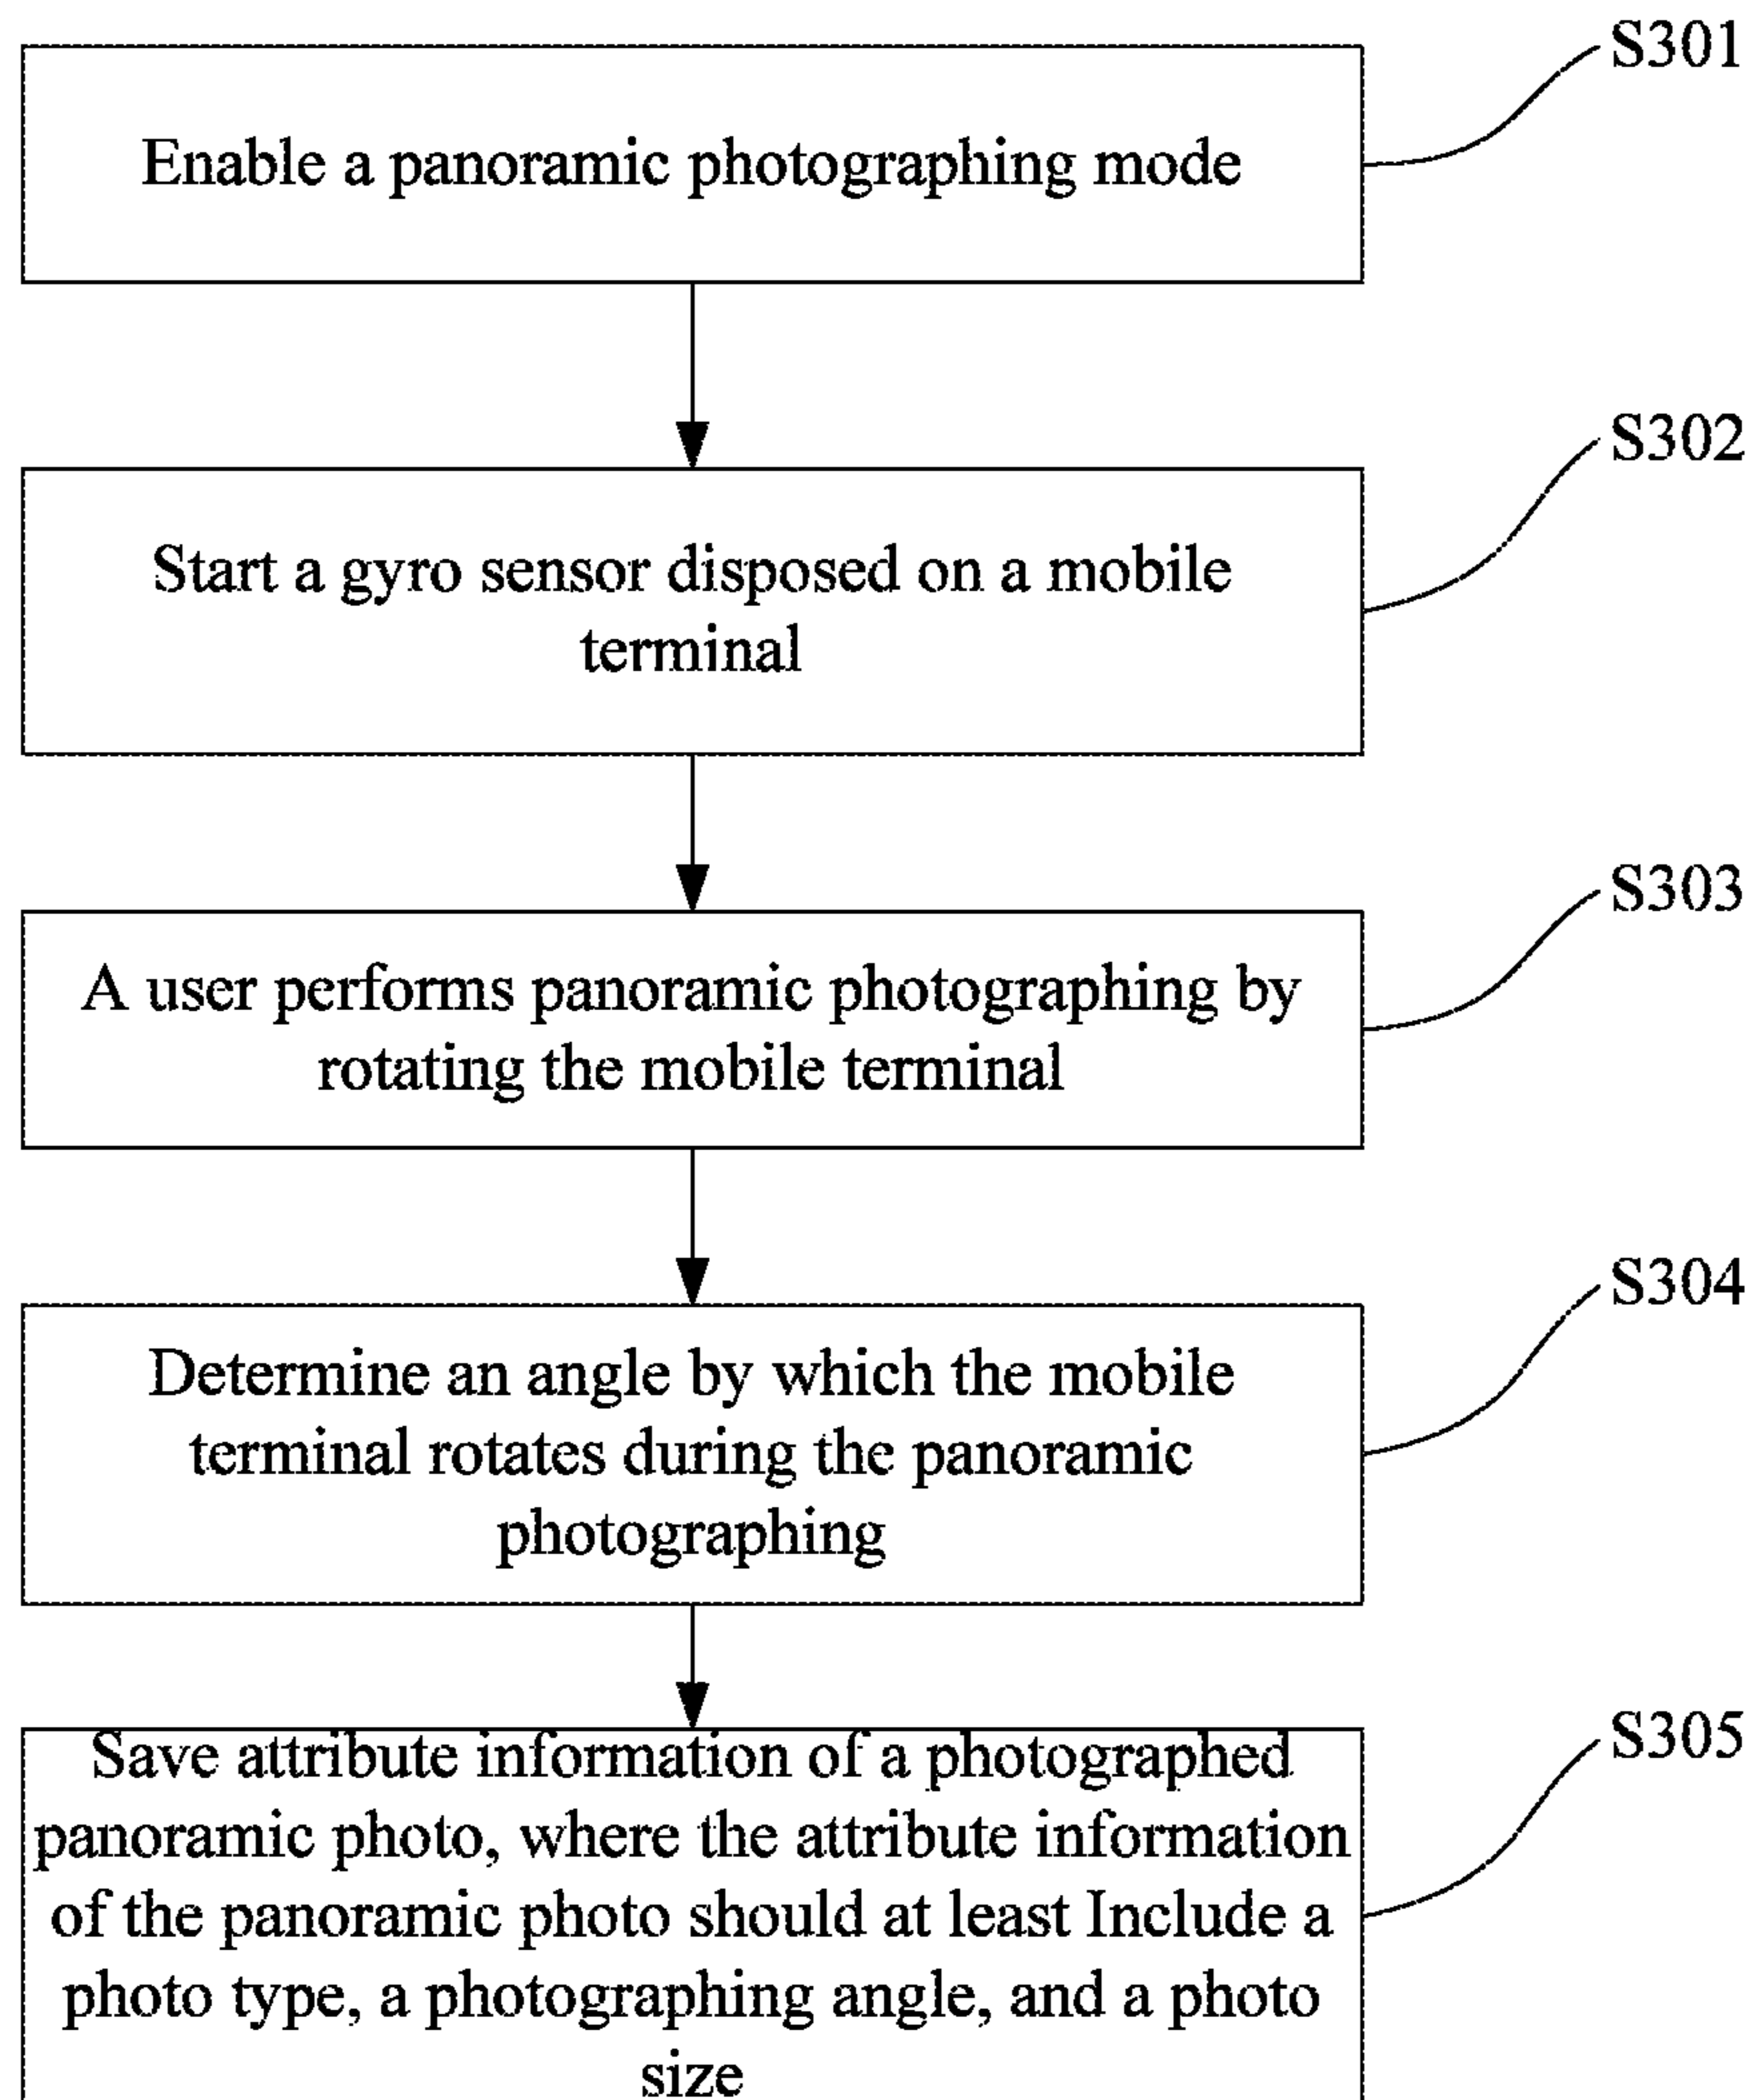 S301
Enable a panoramic photographing mode
S302
Start a gyro sensor disposed on a mobile
terminal
S303
A user performs panoramic photographing by
rotating the mobile terminal
S304
Determine an angle by which the mobile
terminal rotates during the panoramic
photographing
S305
Save attribute information of a photographed
panoramic photo, where the attribute information
of the panoramic photo should at least Include a
photo type, a photographing angle, and a photo
size